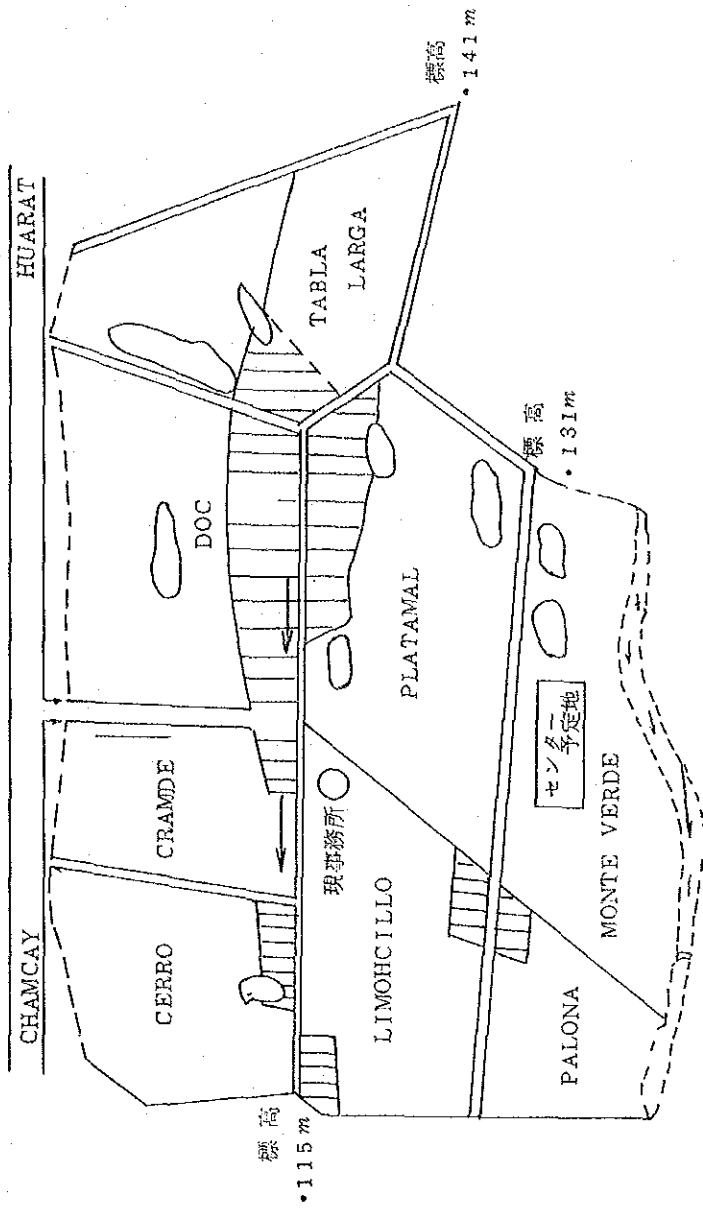 CHAMCAY
HUARAT
CERRO
CRAMDE
DOC
TABLA
LARGA
標高
・141m
標高
・115m
現事務所
LIMOHCILLO
PLATAMAL
標高
・131m
センター
予定地
PALONA
MONTE VERDE